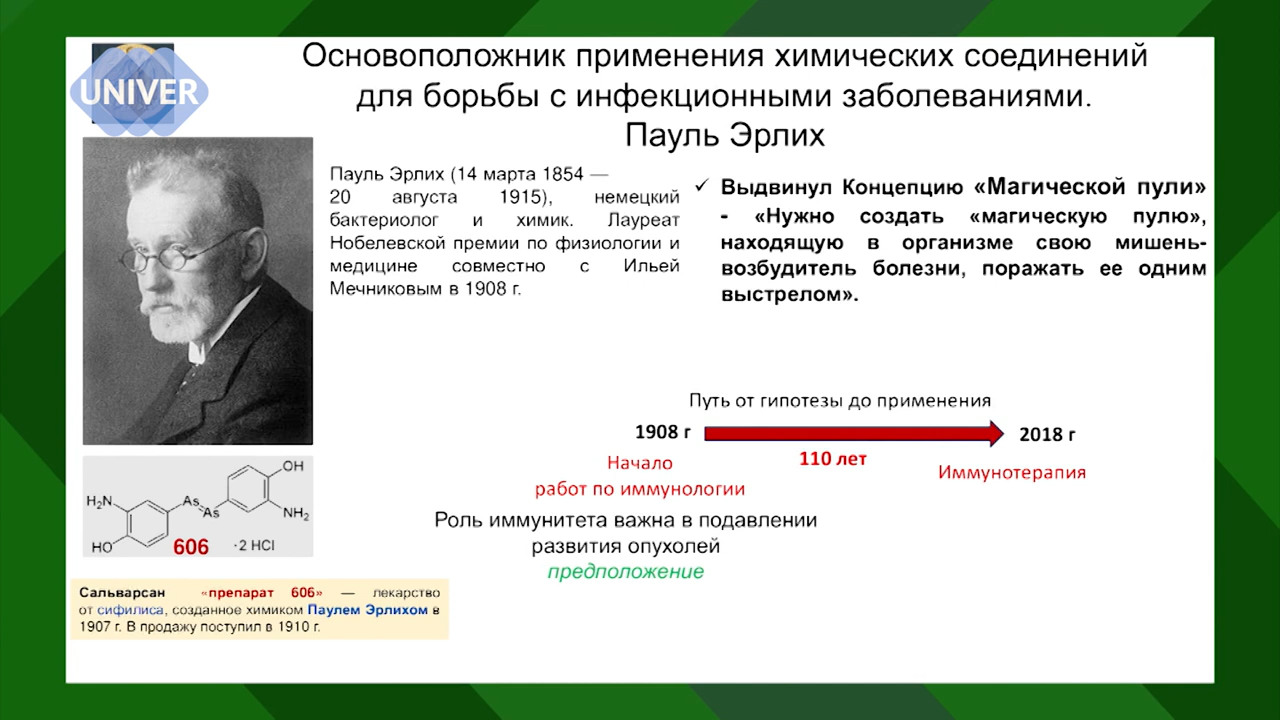 UNIVER
Основоположник применения химических соединений
для борьбы с инфекционными заболеваниями.
Пауль Эрлих
Пауль Эрлих (14 марта 1854 —
20 августа 1915), немецкий
бактериолог и химик. Лауреат
Нобелевской премии по физиологии и
медицине совместно с Ильей
Мечниковым в 1908 г.
✓ Выдвинул Концепцию «Магической пули»
- «Нужно создать «магическую пулю»,
находящую в организме свою мишень-
возбудитель болезни, поражать ее одним
выстрелом».
Путь от гипотезы до применения
1908 г
2018 г
110 лет
Начало
работ по иммунологии
Иммунотерапия
Роль иммунитета важна в подавлении
развития опухолей
предположение
OH
H₂N
As
As
NH₂
HO
606
·2 HCl
Сальварсан «препарат 606» — лекарство
от сифилиса, созданное химиком Паулем Эрлихом в
1907 г. В продажу поступил в 1910 г.